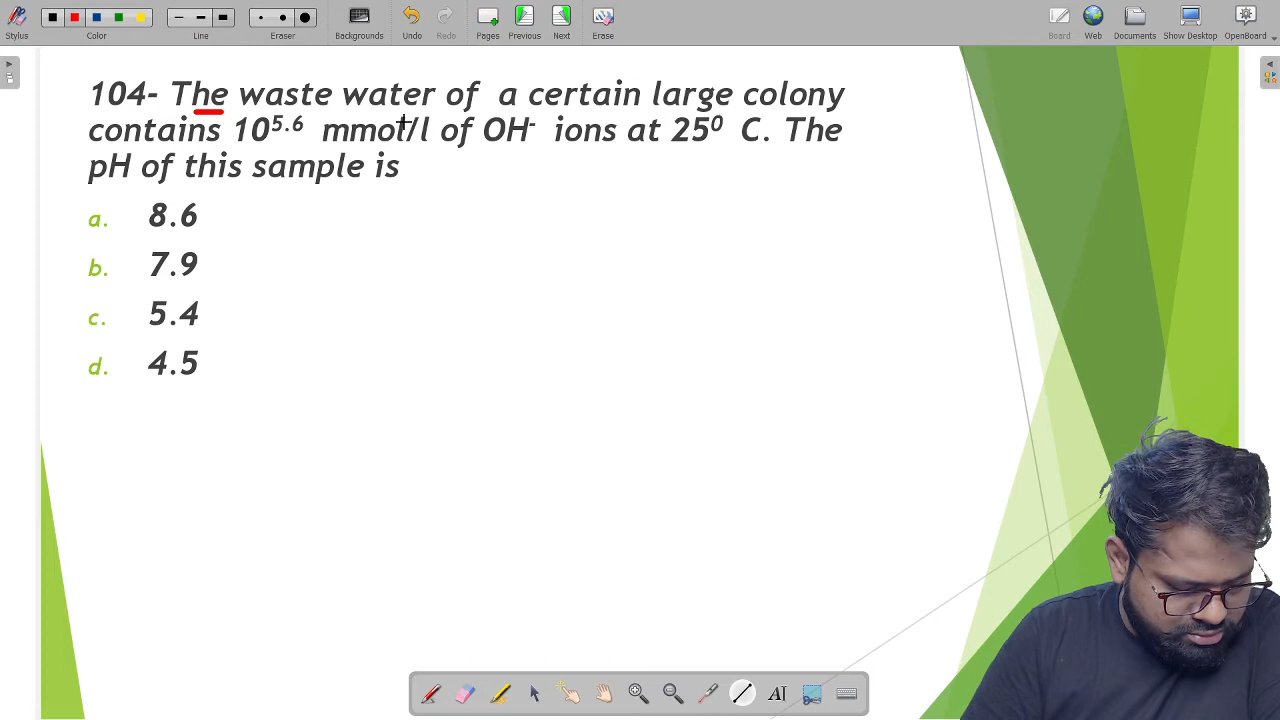 Stylus Color Line Eraser Backgrounds Undo Redo Pages Previous Next Erase Board Web Documents Show Desktop OpenBoard
104- The waste water of a certain large colony
contains 10⁵·⁶ mmol/l of OH⁻ ions at 25⁰ C. The
pH of this sample is
a. 8.6
b. 7.9
c. 5.4
d. 4.5
AI